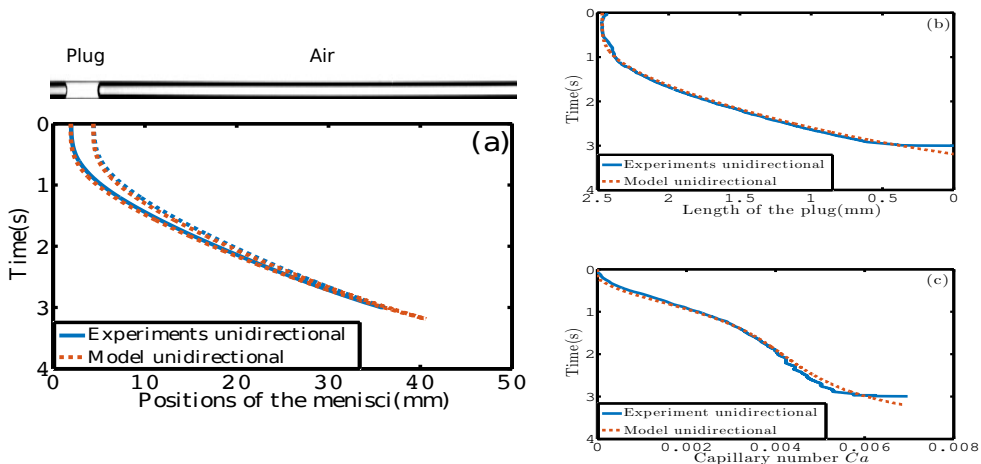 Plug Air
(a)
0
1
2
3
4
Time(s)
Experiments unidirectional
Model unidirectional
0 10 20 30 40 50
Positions of the menisci(mm)
(b)
0
1
2
3
4
Time(s)
Experiments unidirectional
Model unidirectional
2.5 2 1.5 1 0.5 0
Length of the plug(mm)
(c)
0
1
2
3
4
Time(s)
Experiment unidirectional
Model unidirectional
0 0.002 0.004 0.006 0.008
Capillary number Ca